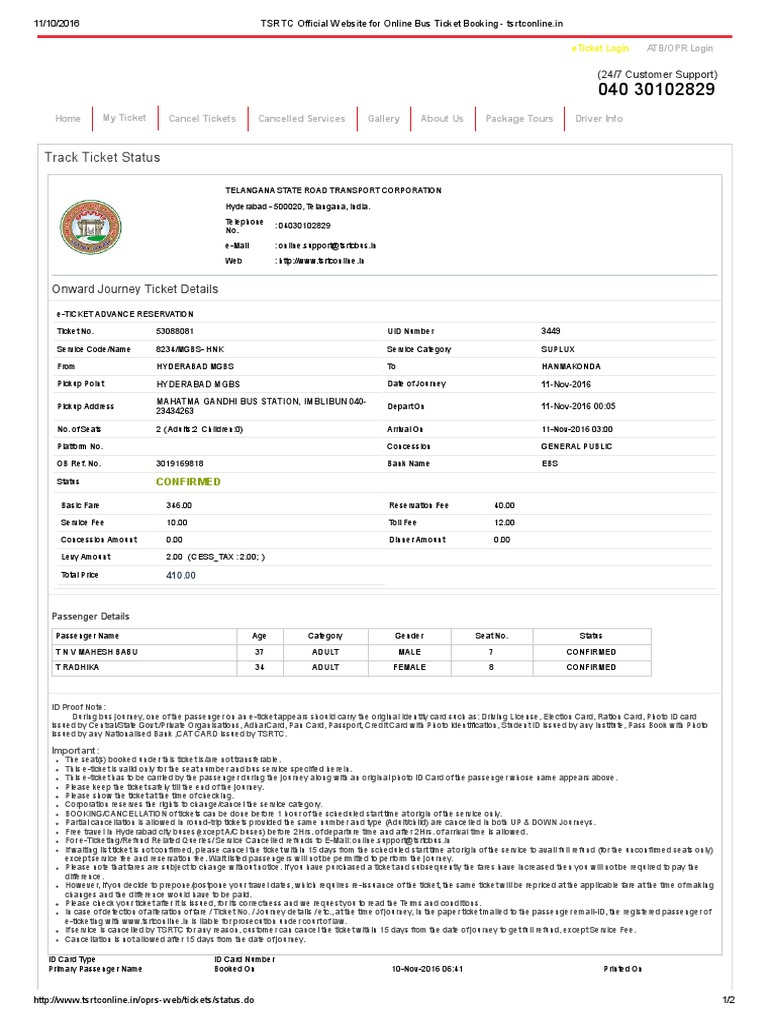 11/10/2016 TSRTC Official Website for Online Bus Ticket Booking - tsrtconline.in
eTicket Login ATB/OPR Login
(24/7 Customer Support)
040 30102829
Home My Ticket Cancel Tickets Cancelled Services Gallery About Us Package Tours Driver Info
Track Ticket Status
TELANGANA STATE ROAD TRANSPORT CORPORATION
Hyderabad - 500020, Telangana, India.
Telephone No. : 04030102829
e-Mail : online.support@tsrtcbus.in
Web : http://www.tsrtconline.in
Onward Journey Ticket Details
e-TICKET ADVANCE RESERVATION
Ticket No. 53088081 UID Number 3449
Service Code/Name 8234/MGBS- HNK Service Category SUPLUX
From HYDERABAD MGBS To HANMAKONDA
Pickup Point HYDERABAD MGBS Date of Journey 11-Nov-2016
Pickup Address MAHATMA GANDHI BUS STATION, IMBLIBUN 040-23434263 Depart On 11-Nov-2016 00:05
No. of Seats 2 (Adults:2 Children:0) Arrival On 11-Nov-2016 03:00
Platform No. Concession GENERAL PUBLIC
OB Ref. No. 3019169818 Bank Name EBS
Status CONFIRMED
Basic Fare 346.00 Reservation Fee 40.00
Service Fee 10.00 Toll Fee 12.00
Concession Amount 0.00 Dinner Amount 0.00
Levy Amount 2.00 (CESS_TAX : 2.00; )
Total Price 410.00
Passenger Details
Passenger Name Age Category Gender Seat No. Status
T N V MAHESH BABU 37 ADULT MALE 7 CONFIRMED
T RADHIKA 34 ADULT FEMALE 8 CONFIRMED
ID Proof Note:
During bus journey, one of the passenger on an e-ticket appears should carry the original identity card such as: Driving License, Election Card, Ration Card, Photo ID card
Issued by Central/State Govt./Private Organisations, AdharCard, Pan Card, Passport, Credit Card with Photo Identification, Student ID Issued by any Institute, Pass Book with Photo
Issued by any Nationalised Bank ,CAT CARD Issued by TSRTC.
Important:
• The seat(s) booked under this ticket is/are not transferable.
• This e-ticket is valid only for the seat number and bus service specified herein.
• This e-ticket has to be carried by the passenger during the journey along with an original photo ID Card of the passenger whose name appears above.
• Please keep the ticket safely till the end of the journey.
• Please show the ticket at the time of checking.
• Corporation reserves the rights to change/cancel the service category.
• BOOKING/CANCELLATION of tickets can be done before 1 hour of the scheduled start time at origin of the service only.
• Partial cancellation is allowed in round-trip tickets provided the same number and type (Adult/child) are cancelled in both UP & DOWN Journeys.
• Free travel in Hyderabad city buses (except A/C buses) before 2Hrs. of departure time and after 2Hrs. of arrival time is allowed.
• For e-Ticketing/Refund Related Queries/Service Cancelled refunds to E-Mail:online.support@tsrtcbus.in
• If waiting list ticket is not confirmed, please cancel the ticket within 15 days from the scheduled start time at origin of the service to avail full refund (for the unconfirmed seats only)
except service fee and reservation fee. Wait listed passengers will not be permitted to perform the journey.
• Please note that fares are subject to change without notice. If you have purchased a ticket and subsequently the fares have increased then you will not be required to pay the
difference.
• However, if you decide to prepone/postpone your travel dates, which requires re-issuance of the ticket, the same ticket will be repriced at the applicable fare at the time of making
changes and the difference would have to be paid.
• Please check your ticket after it is issued, for its correctness and we request you to read the Terms and conditions.
• In case of detection of alteration of fare / Ticket No. / Journey details / etc., at the time of journey, in the paper ticket mailed to the passenger e-mail-ID, the registered passenger of
e-ticketing with www.tsrtconline.in is liable for prosecution under court of law.
• If service is cancelled by TSRTC for any reason, customer can cancel the ticket within 15 days from the date of journey to get full refund, except Service Fee.
• Cancellation is not allowed after 15 days from the date of journey.
ID Card Type ID Card Number
Primary Passenger Name Booked On 10-Nov-2016 06:41 Printed On
http://www.tsrtconline.in/oprs-web/tickets/status.do 1/2